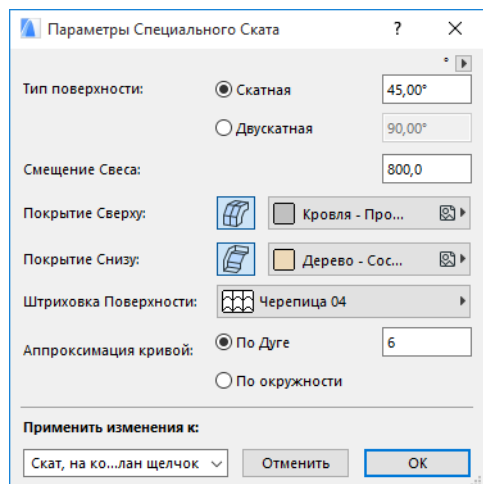 Параметры Специального Ската ?
°
Тип поверхности: Скатная 45,00°
Двускатная 90,00°
Смещение Свеса: 800,0
Покрытие Сверху: Кровля - Про...
Покрытие Снизу: Дерево - Сос...
Штриховка Поверхности: Черепица 04
Аппроксимация кривой: По Дуге 6
По окружности
Применить изменения к:
Скат, на ко...лан щелчок Отменить OK